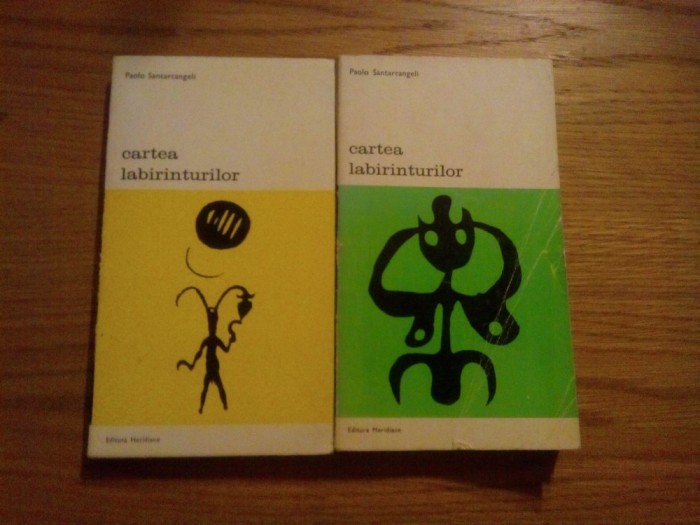 Paolo Santarcangeli
cartea
labirinturilor
Editura Meridiane
Paolo Santarcangeli
cartea
labirinturilor
Editura Meridiane